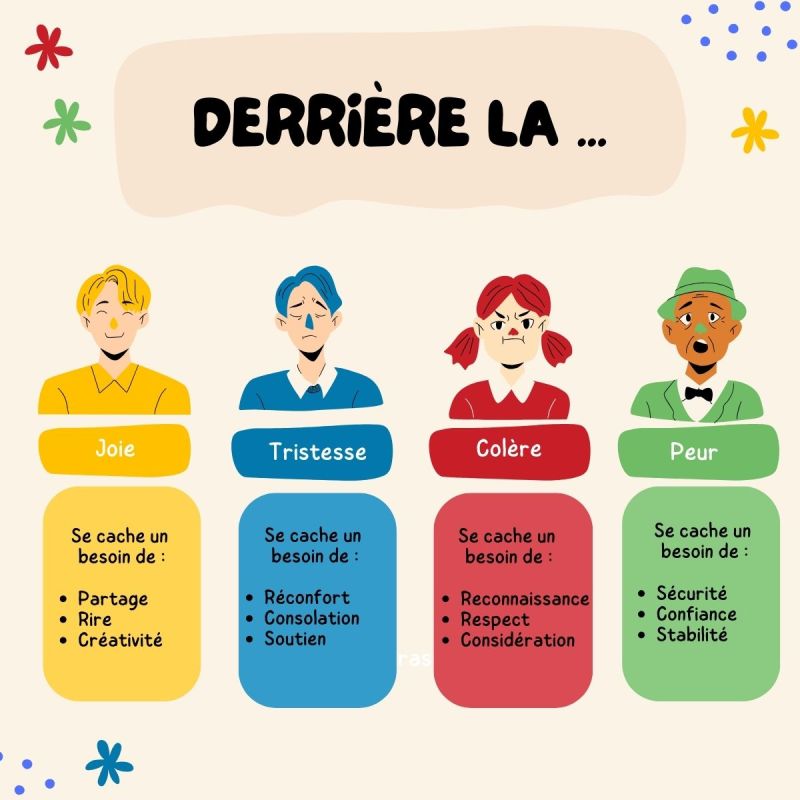 DERRIÈRE LA ...
Joie
Se cache un
besoin de :
• Partage
• Rire
• Créativité
Tristesse
Se cache un
besoin de :
• Réconfort
• Consolation
• Soutien
Colère
Se cache un
besoin de :
• Reconnaissance
• Respect
• Considération
Peur
Se cache un
besoin de :
• Sécurité
• Confiance
• Stabilité
ras